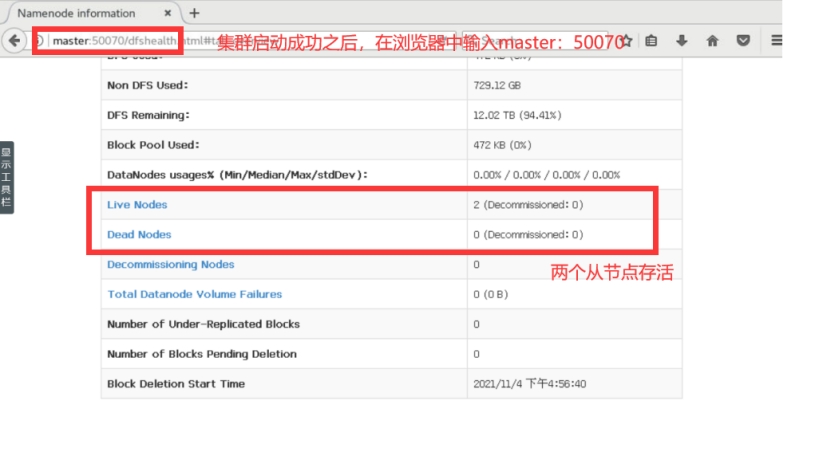 Namenode information
master:50070/dfshealth.html#ta
集群启动成功之后，在浏览器中输入master：50070
Non DFS Used: 729.12 GB
DFS Remaining: 12.02 TB (94.41%)
Block Pool Used: 472 KB (0%)
DataNodes usages% (Min/Median/Max/stdDev): 0.00% / 0.00% / 0.00% / 0.00%
显示工具栏
Live Nodes 2 (Decommissioned: 0)
Dead Nodes 0 (Decommissioned: 0)
Decommissioning Nodes 0
两个从节点存活
Total Datanode Volume Failures 0 (0 B)
Number of Under-Replicated Blocks 0
Number of Blocks Pending Deletion 0
Block Deletion Start Time 2021/11/4 下午4:56:40